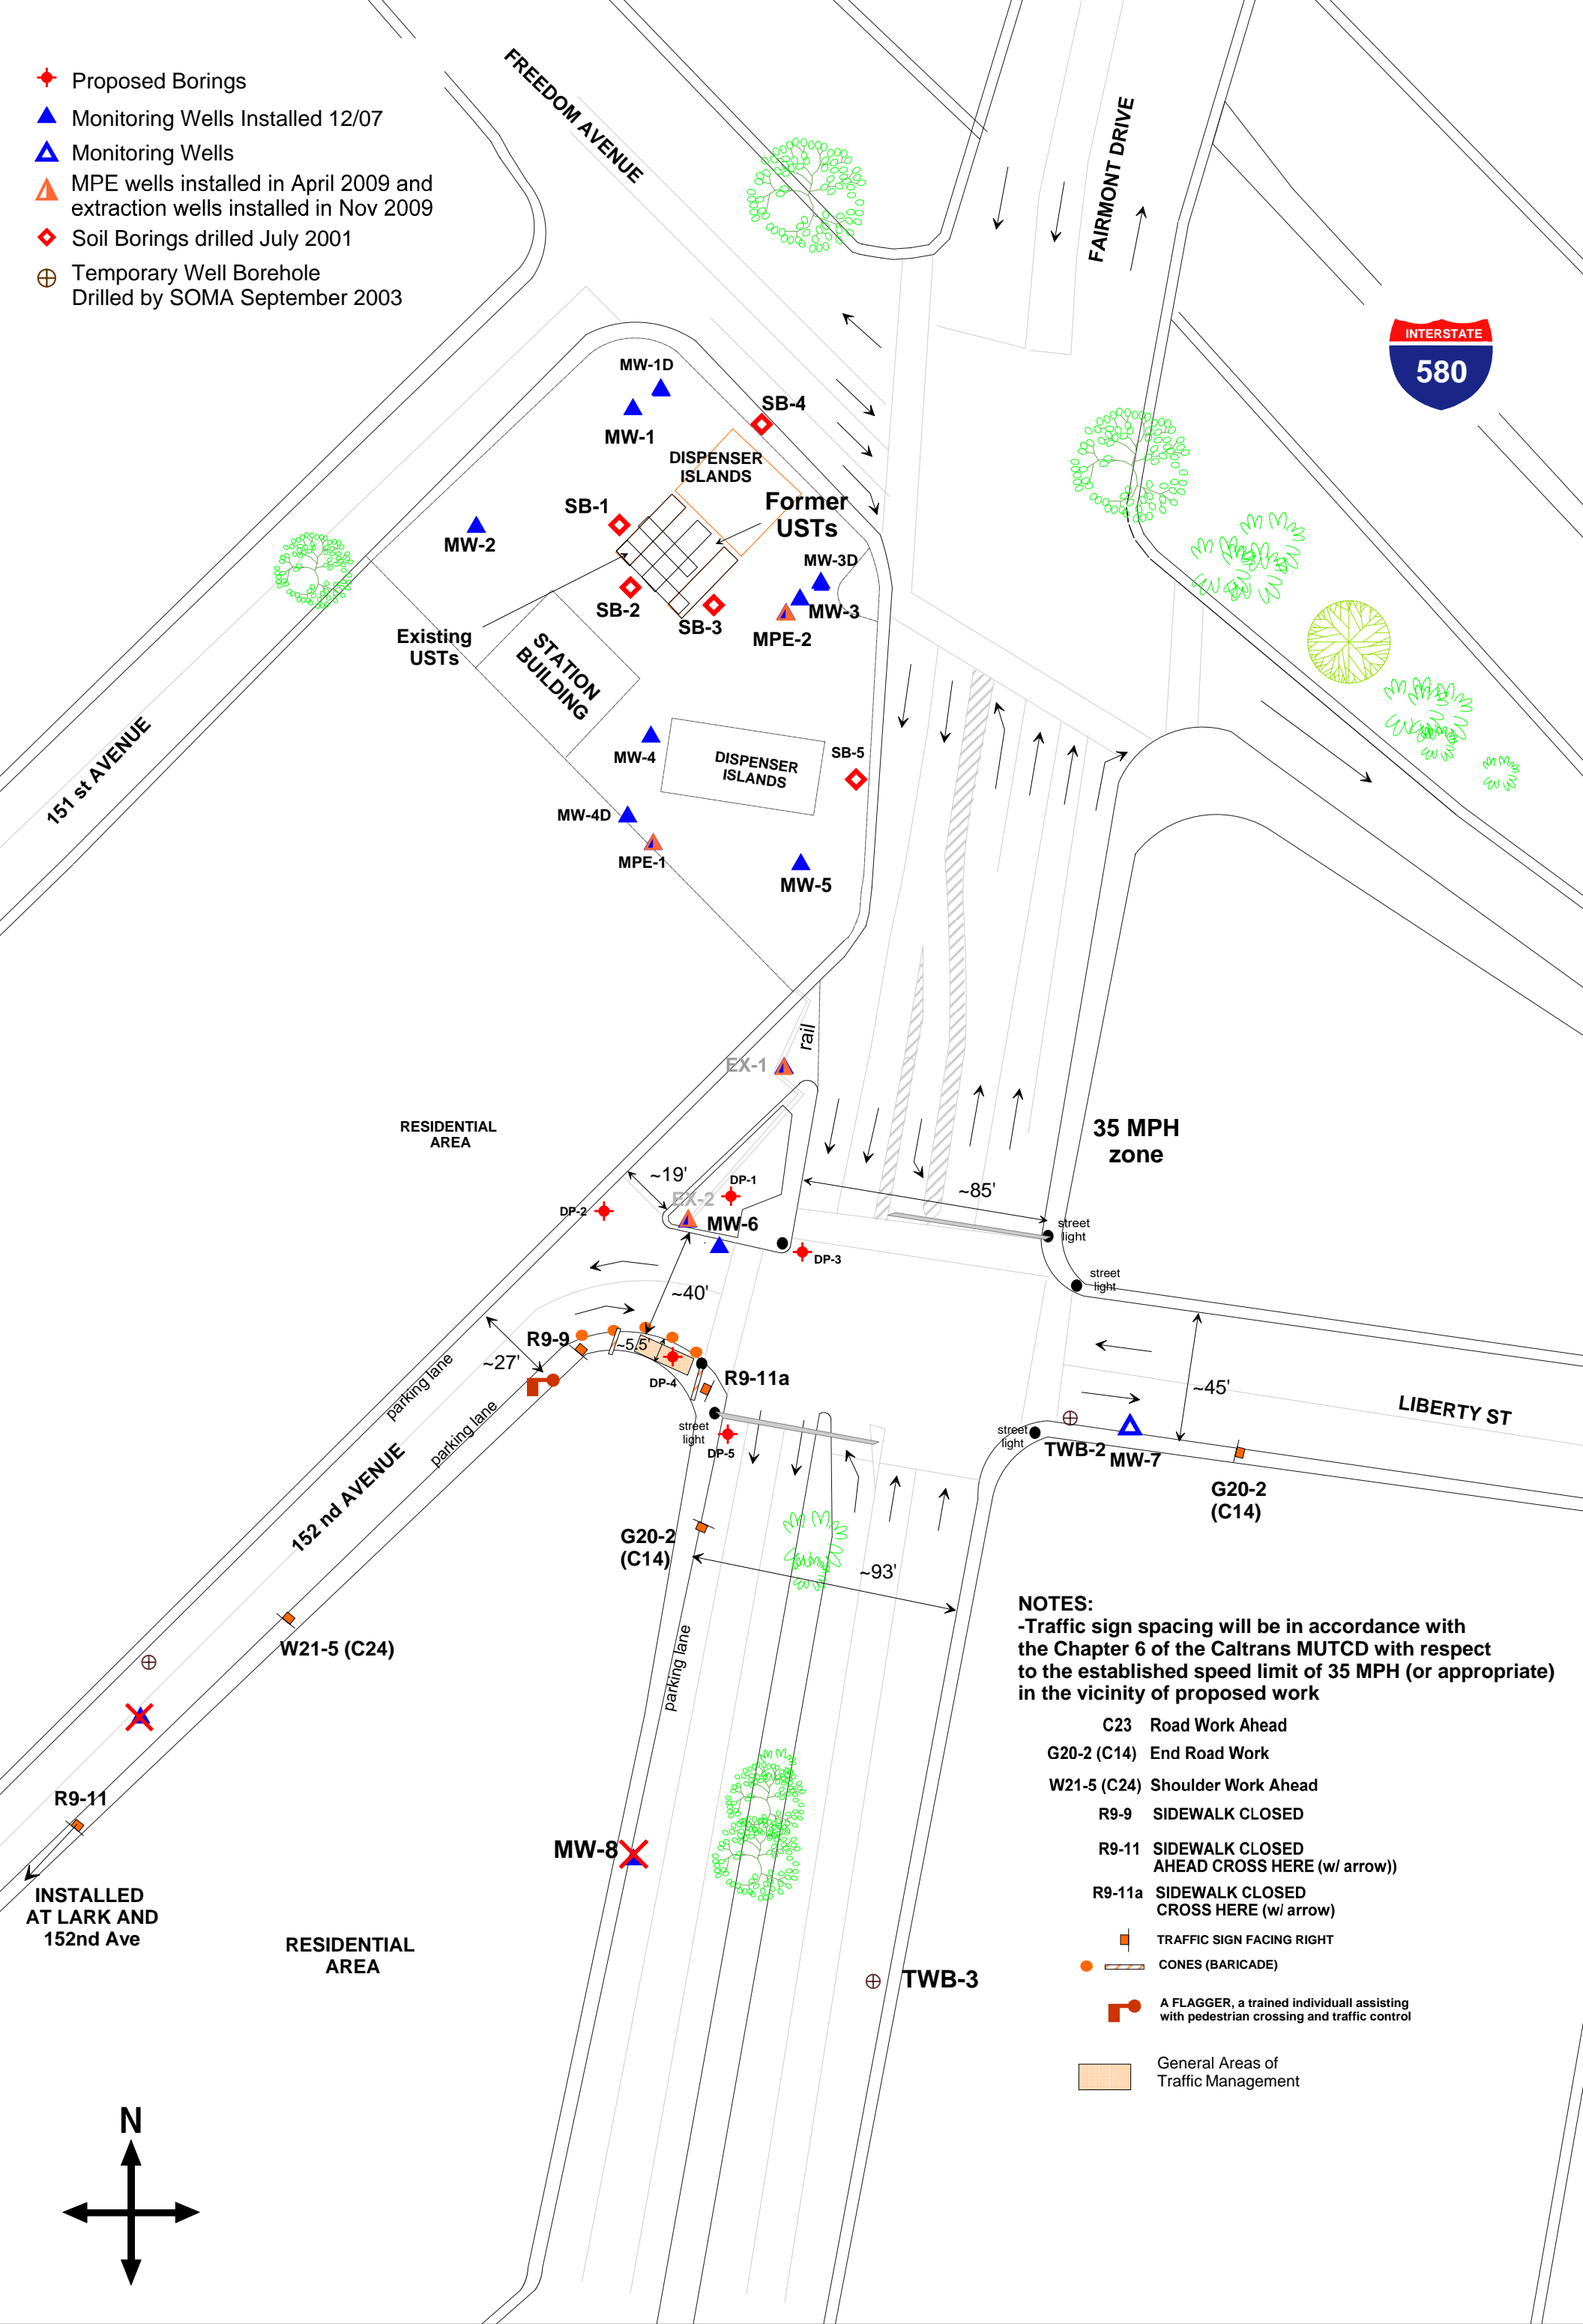 Proposed Borings
Monitoring Wells Installed 12/07
Monitoring Wells
MPE wells installed in April 2009 and
extraction wells installed in Nov 2009
Soil Borings drilled July 2001
Temporary Well Borehole
Drilled by SOMA September 2003
FREEDOM AVENUE
FAIRMONT DRIVE
INTERSTATE
580
MW-1D
MW-1
SB-4
DISPENSER
ISLANDS
Former
USTs
SB-1
MW-2
MW-3D
MW-3
SB-2
SB-3
MPE-2
Existing
USTs
STATION
BUILDING
151 st AVENUE
MW-4
DISPENSER
ISLANDS
SB-5
MW-4D
MPE-1
MW-5
rail
EX-1
RESIDENTIAL
AREA
35 MPH
zone
~19'
DP-1
~85'
EX-2
DP-2
MW-6
street
light
DP-3
street
light
~40'
R9-9
~5.5'
~27'
DP-4
R9-11a
~45'
parking lane
LIBERTY ST
street
light
DP-5
street
light
TWB-2
MW-7
parking lane
G20-2
(C14)
152 nd AVENUE
G20-2
(C14)
~93'
W21-5 (C24)
parking lane
NOTES:
-Traffic sign spacing will be in accordance with
the Chapter 6 of the Caltrans MUTCD with respect
to the established speed limit of 35 MPH (or appropriate)
in the vicinity of proposed work
C23 Road Work Ahead
G20-2 (C14) End Road Work
W21-5 (C24) Shoulder Work Ahead
R9-9 SIDEWALK CLOSED
R9-11 SIDEWALK CLOSED
AHEAD CROSS HERE (w/ arrow))
R9-11a SIDEWALK CLOSED
CROSS HERE (w/ arrow)
TRAFFIC SIGN FACING RIGHT
CONES (BARICADE)
A FLAGGER, a trained individuall assisting
with pedestrian crossing and traffic control
General Areas of
Traffic Management
R9-11
MW-8
INSTALLED
AT LARK AND
152nd Ave
RESIDENTIAL
AREA
TWB-3
N